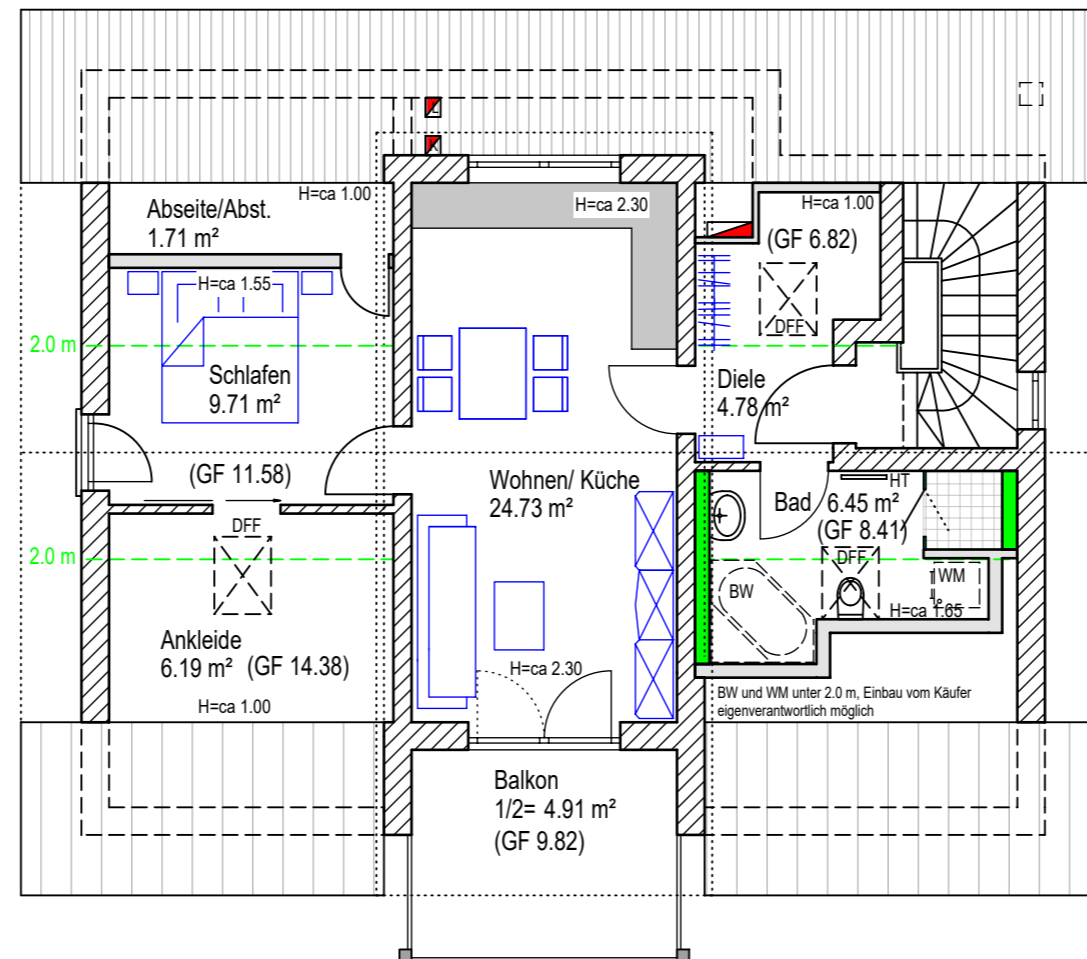 L
K
H=ca 1.00
Abseite/Abst.
1.71 m²
H=ca 1.55
2.0 m
Schlafen
9.71 m²
(GF 11.58)
DFF
2.0 m
Ankleide
6.19 m² (GF 14.38)
H=ca 1.00
H=ca 2.30
Wohnen/ Küche
24.73 m²
H=ca 2.30
Balkon
1/2= 4.91 m²
(GF 9.82)
H=ca 1.00
(GF 6.82)
DFF
Diele
4.78 m²
HT
Bad 6.45 m²
(GF 8.41)
DFF
BW
WM
H=ca 1.65
BW und WM unter 2.0 m, Einbau vom Käufer
eigenverantwortlich möglich